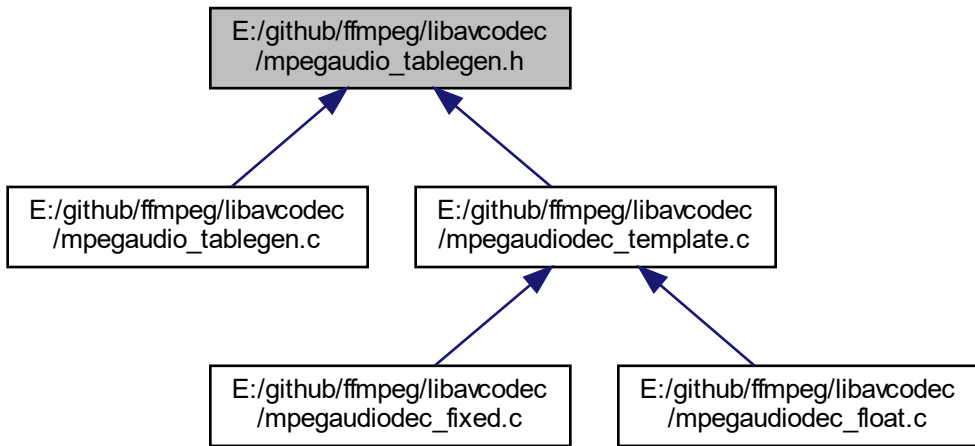 E:/github/ffmpeg/libavcodec
/mpegaudio_tablegen.h
E:/github/ffmpeg/libavcodec
/mpegaudio_tablegen.c
E:/github/ffmpeg/libavcodec
/mpegaudiodec_template.c
E:/github/ffmpeg/libavcodec
/mpegaudiodec_fixed.c
E:/github/ffmpeg/libavcodec
/mpegaudiodec_float.c